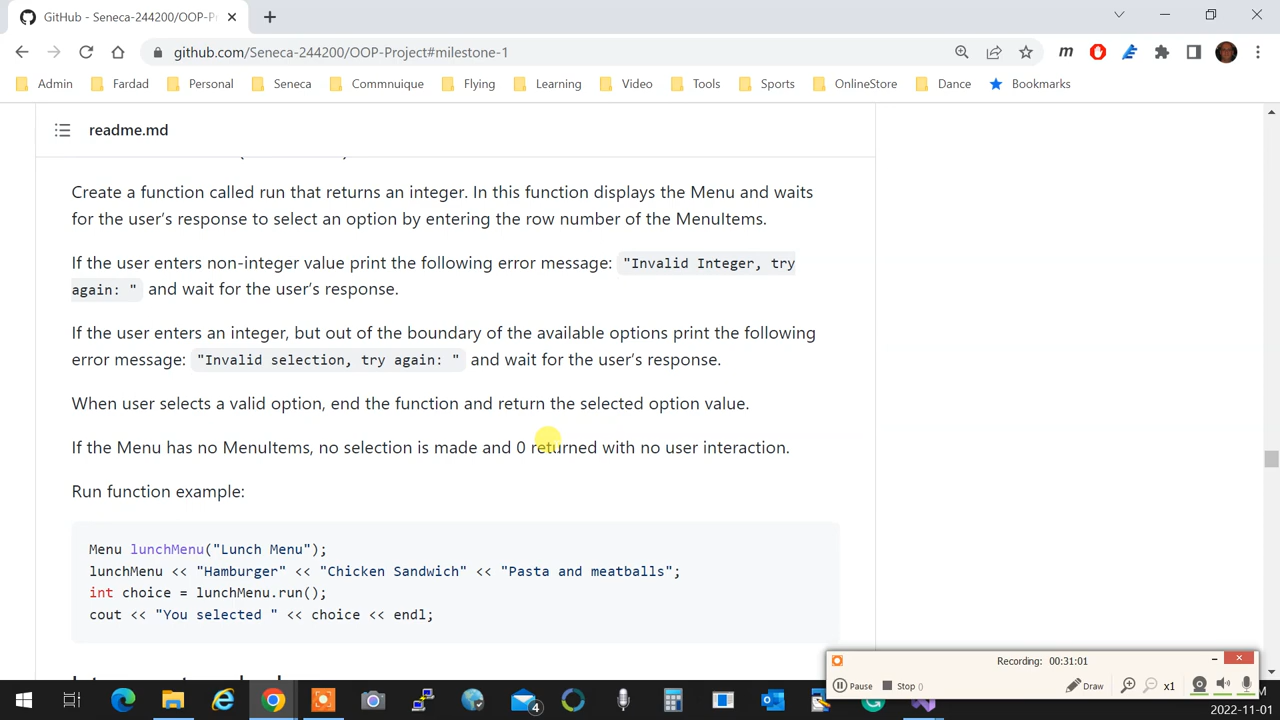 GitHub - Seneca-244200/OOP-Pr
github.com/Seneca-244200/OOP-Project#milestone-1
Admin Fardad Personal Seneca Commnuique Flying Learning Video Tools Sports OnlineStore Dance Bookmarks
readme.md
Create a function called run that returns an integer. In this function displays the Menu and waits
for the user’s response to select an option by entering the row number of the MenuItems.
If the user enters non-integer value print the following error message: "Invalid Integer, try
again: " and wait for the user’s response.
If the user enters an integer, but out of the boundary of the available options print the following
error message: "Invalid selection, try again: " and wait for the user’s response.
When user selects a valid option, end the function and return the selected option value.
If the Menu has no MenuItems, no selection is made and 0 returned with no user interaction.
Run function example:
Menu lunchMenu("Lunch Menu");
lunchMenu << "Hamburger" << "Chicken Sandwich" << "Pasta and meatballs";
int choice = lunchMenu.run();
cout << "You selected " << choice << endl;
Recording: 00:31:01
Pause Stop () Draw x1
4
2022-11-01